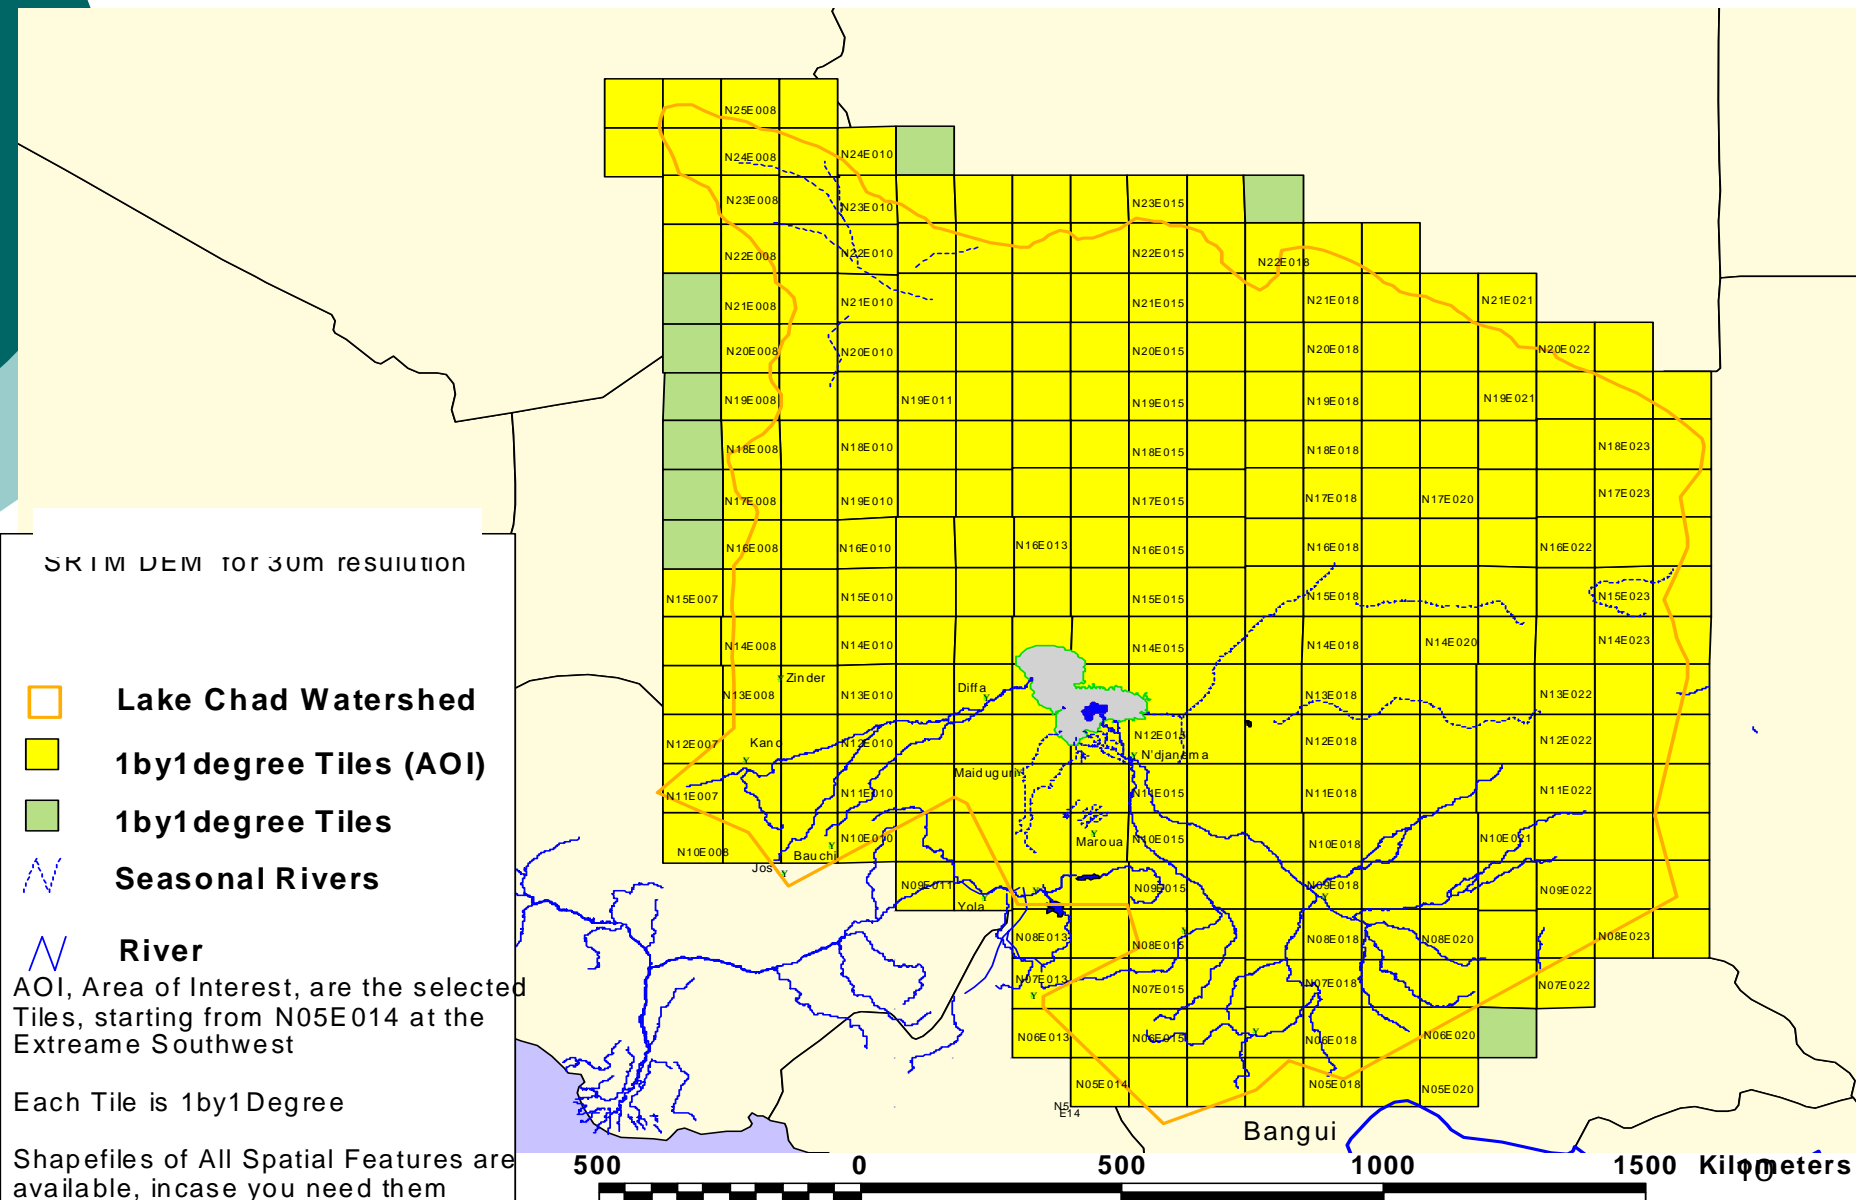 N25E008
N24E008
N24E010
N23E008
N23E010
N23E015
N22E008
N22E010
N22E015
N22E018
N21E008
N21E010
N21E015
N21E018
N21E021
N20E008
N20E010
N20E015
N20E018
N20E022
N19E008
N19E011
N19E015
N19E018
N19E021
N18E008
N18E010
N18E015
N18E018
N18E023
N17E008
N19E010
N17E015
N17E018
N17E020
N17E023
N16E008
N16E010
N16E013
N16E015
N16E018
N16E022
N15E007
N15E010
N15E015
N15E018
N15E023
N14E008
N14E010
N14E015
N14E018
N14E020
N14E023
Zinder
N13E008
N13E010
Diffa
N13E018
N13E022
N12E007
Kano
N12E010
N12E015
N'djamema
N12E018
N12E022
Maiduguri
N11E007
N11E010
N11E015
N11E018
N11E022
N10E008
Bauchi
N10E010
Maroua
N10E015
N10E018
N10E021
Jos
N09E011
Yola
N09E015
N09E018
N09E022
N08E013
N08E015
N08E018
N08E020
N08E023
N07E013
N07E015
N07E018
N07E022
N06E013
N06E015
N06E018
N06E020
N05E014
N05E018
N05E020
N5
E14
Bangui
SRTM DEM for 30m resulution
Lake Chad Watershed
1by1degree Tiles (AOI)
1by1degree Tiles
Seasonal Rivers
River
AOI, Area of Interest, are the selected
Tiles, starting from N05E014 at the
Extreame Southwest
Each Tile is 1by1Degree
Shapefiles of All Spatial Features are
available, incase you need them
500 0 500 1000 1500 Kilometers